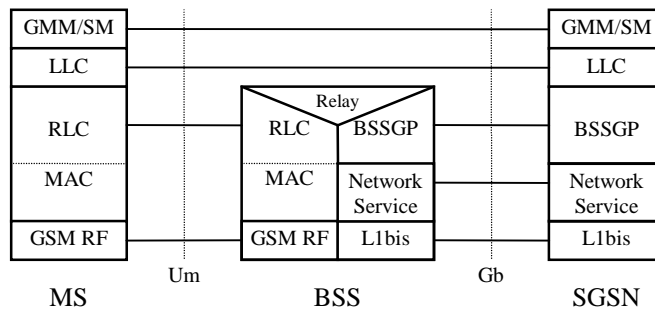 GMM/SM GMM/SM
LLC LLC
Relay
RLC RLC BSSGP BSSGP
MAC MAC Network Service Network Service
GSM RF GSM RF L1bis L1bis
Um Gb
MS BSS SGSN